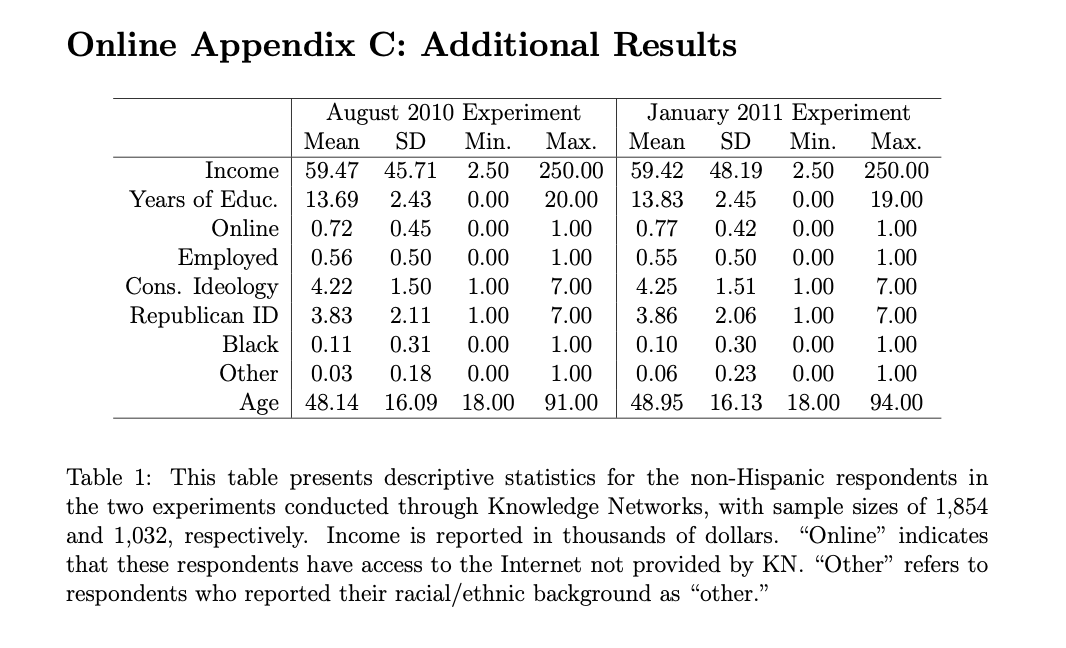 Online Appendix C: Additional Results
August 2010 Experiment January 2011 Experiment
Mean SD Min. Max. Mean SD Min. Max.
Income 59.47 45.71 2.50 250.00 59.42 48.19 2.50 250.00
Years of Educ. 13.69 2.43 0.00 20.00 13.83 2.45 0.00 19.00
Online 0.72 0.45 0.00 1.00 0.77 0.42 0.00 1.00
Employed 0.56 0.50 0.00 1.00 0.55 0.50 0.00 1.00
Cons. Ideology 4.22 1.50 1.00 7.00 4.25 1.51 1.00 7.00
Republican ID 3.83 2.11 1.00 7.00 3.86 2.06 1.00 7.00
Black 0.11 0.31 0.00 1.00 0.10 0.30 0.00 1.00
Other 0.03 0.18 0.00 1.00 0.06 0.23 0.00 1.00
Age 48.14 16.09 18.00 91.00 48.95 16.13 18.00 94.00
Table 1: This table presents descriptive statistics for the non-Hispanic respondents in
the two experiments conducted through Knowledge Networks, with sample sizes of 1,854
and 1,032, respectively. Income is reported in thousands of dollars. “Online” indicates
that these respondents have access to the Internet not provided by KN. “Other” refers to
respondents who reported their racial/ethnic background as “other.”